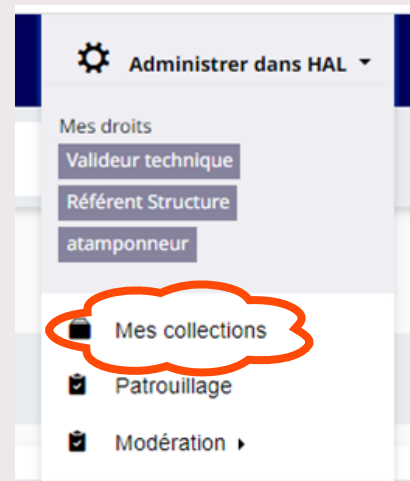 Administrer dans HAL
Mes droits
Valideur technique
Référent Structure
atamponneur
Mes collections
Patrouillage
Modération